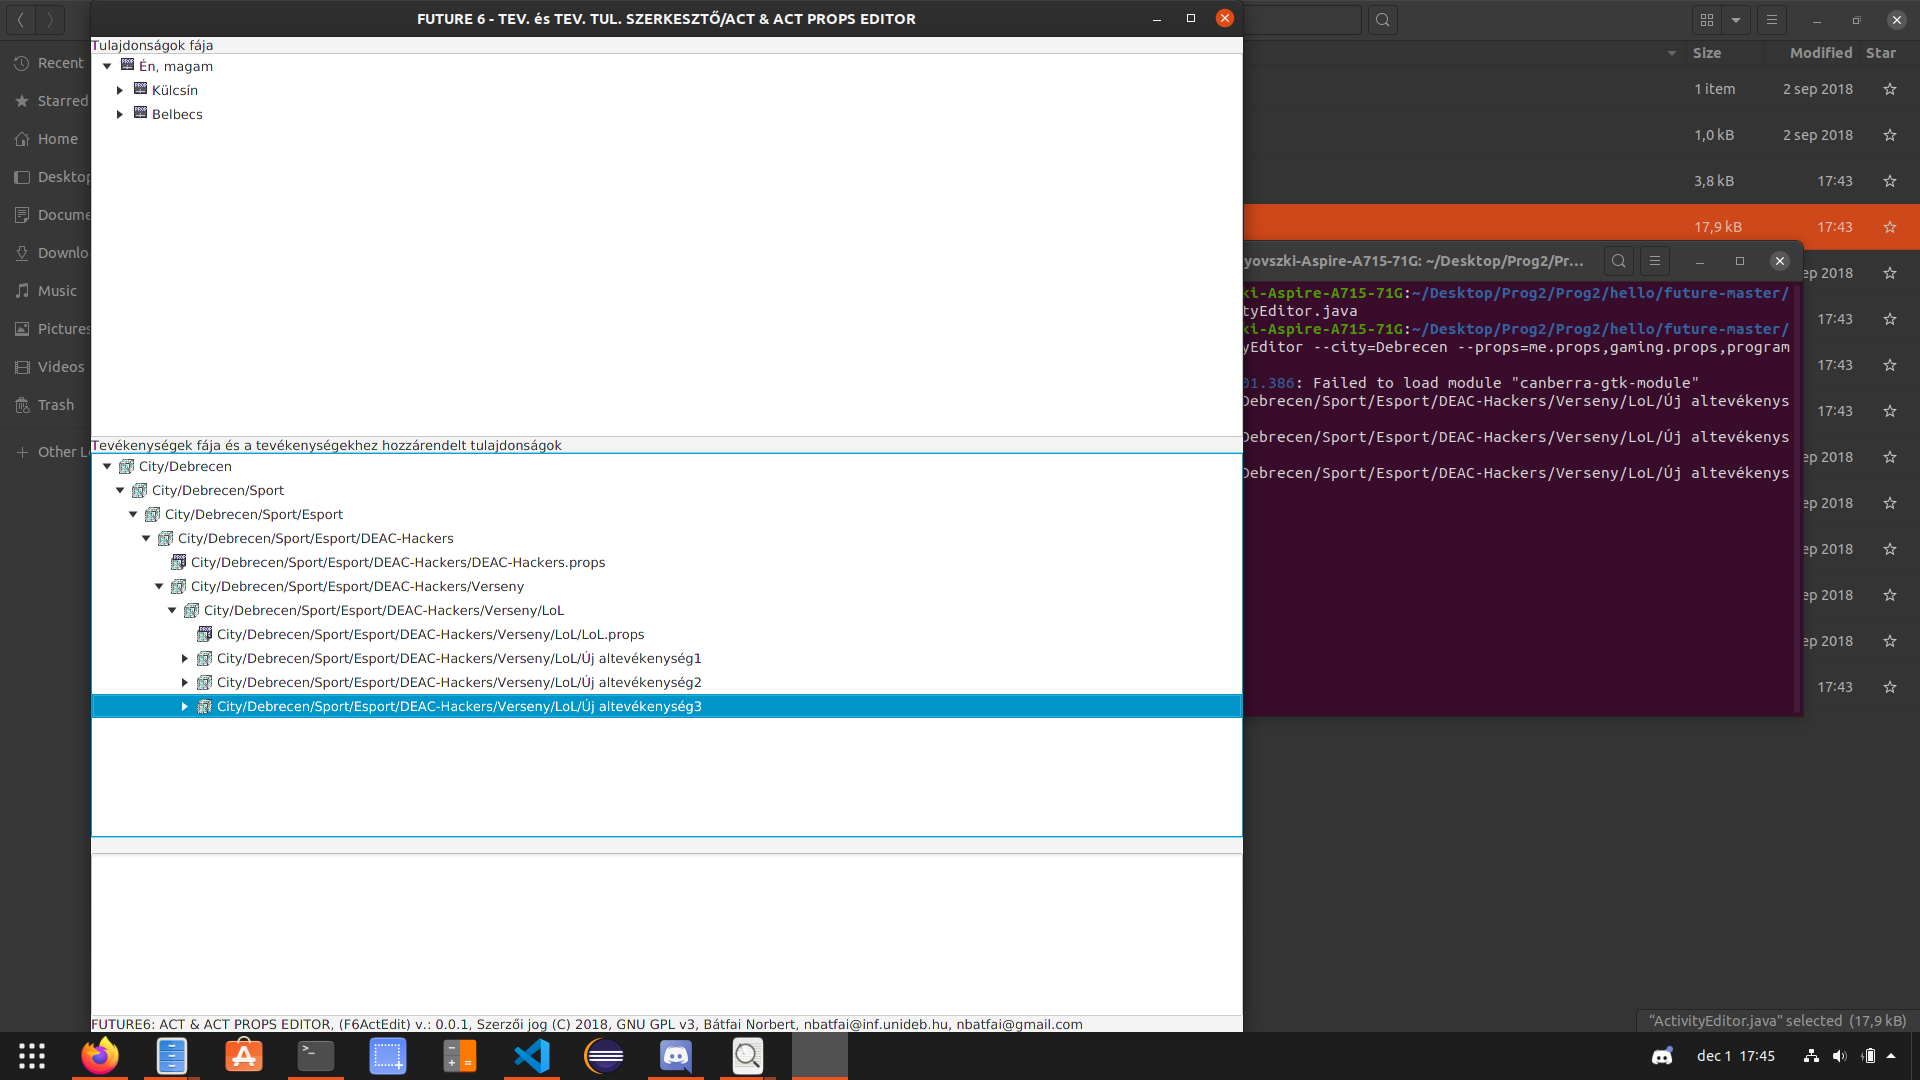 FUTURE 6 - TEV. és TEV. TUL. SZERKESZTŐ/ACT & ACT PROPS EDITOR
Tulajdonságok fája
Én, magam
Külcsín
Belbecs
Tevékenységek fája és a tevékenységekhez hozzárendelt tulajdonságok
City/Debrecen
City/Debrecen/Sport
City/Debrecen/Sport/Esport
City/Debrecen/Sport/Esport/DEAC-Hackers
City/Debrecen/Sport/Esport/DEAC-Hackers/DEAC-Hackers.props
City/Debrecen/Sport/Esport/DEAC-Hackers/Verseny
City/Debrecen/Sport/Esport/DEAC-Hackers/Verseny/LoL
City/Debrecen/Sport/Esport/DEAC-Hackers/Verseny/LoL/LoL.props
City/Debrecen/Sport/Esport/DEAC-Hackers/Verseny/LoL/Új altevékenység1
City/Debrecen/Sport/Esport/DEAC-Hackers/Verseny/LoL/Új altevékenység2
City/Debrecen/Sport/Esport/DEAC-Hackers/Verseny/LoL/Új altevékenység3
FUTURE6: ACT & ACT PROPS EDITOR, (F6ActEdit) v.: 0.0.1, Szerzői jog (C) 2018, GNU GPL v3, Bátfai Norbert, nbatfai@inf.unideb.hu, nbatfai@gmail.com
Recent
Starred
Home
Desktop
Docume
Downlo
Music
Pictures
Videos
Trash
Other L
Size Modified Star
1 item 2 sep 2018
1,0 kB 2 sep 2018
3,8 kB 17:43
17,9 kB 17:43
ep 2018
17:43
17:43
17:43
ep 2018
ep 2018
ep 2018
ep 2018
ep 2018
17:43
yovszki-Aspire-A715-71G: ~/Desktop/Prog2/Pr...
ki-Aspire-A715-71G:~/Desktop/Prog2/Prog2/hello/future-master/
tyEditor.java
ki-Aspire-A715-71G:~/Desktop/Prog2/Prog2/hello/future-master/
yEditor --city=Debrecen --props=me.props,gaming.props,program
01.386: Failed to load module "canberra-gtk-module"
Debrecen/Sport/Esport/DEAC-Hackers/Verseny/LoL/Új altevékenys
Debrecen/Sport/Esport/DEAC-Hackers/Verseny/LoL/Új altevékenys
Debrecen/Sport/Esport/DEAC-Hackers/Verseny/LoL/Új altevékenys
"ActivityEditor.java" selected (17,9 kB)
dec 1 17:45